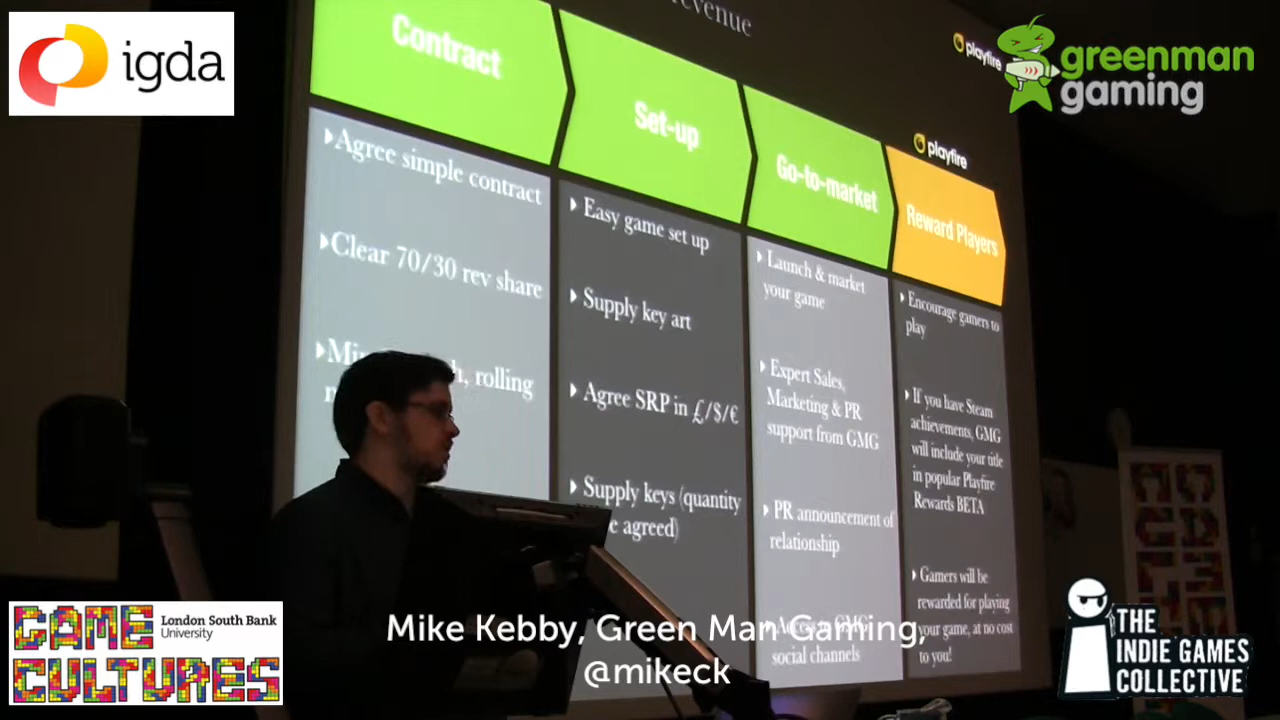 igda
revenue
playfire
greenman
gaming
Contract
Agree simple contract
Clear 70/30 rev share
rolling
Set-up
Easy game set up
Supply key art
Agree SRP in £/$/€
Supply keys (quantity
agreed)
Go-to-market
Launch & market
your game
Expert Sales,
Marketing & PR
support from GMG
PR announcement of
relationship
Access to GMG
social channels
playfire
Reward Players
Encourage gamers to
play
If you have Steam
achievements, GMG
will include your title
in popular Playfire
Rewards BETA
Gamers will be
rewarded for playing
your game, at no cost
to you!
GAME
CULTURES
London South Bank
University
Mike Kebby, Green Man Gaming,
@mikeck
THE
INDIE GAMES
COLLECTIVE